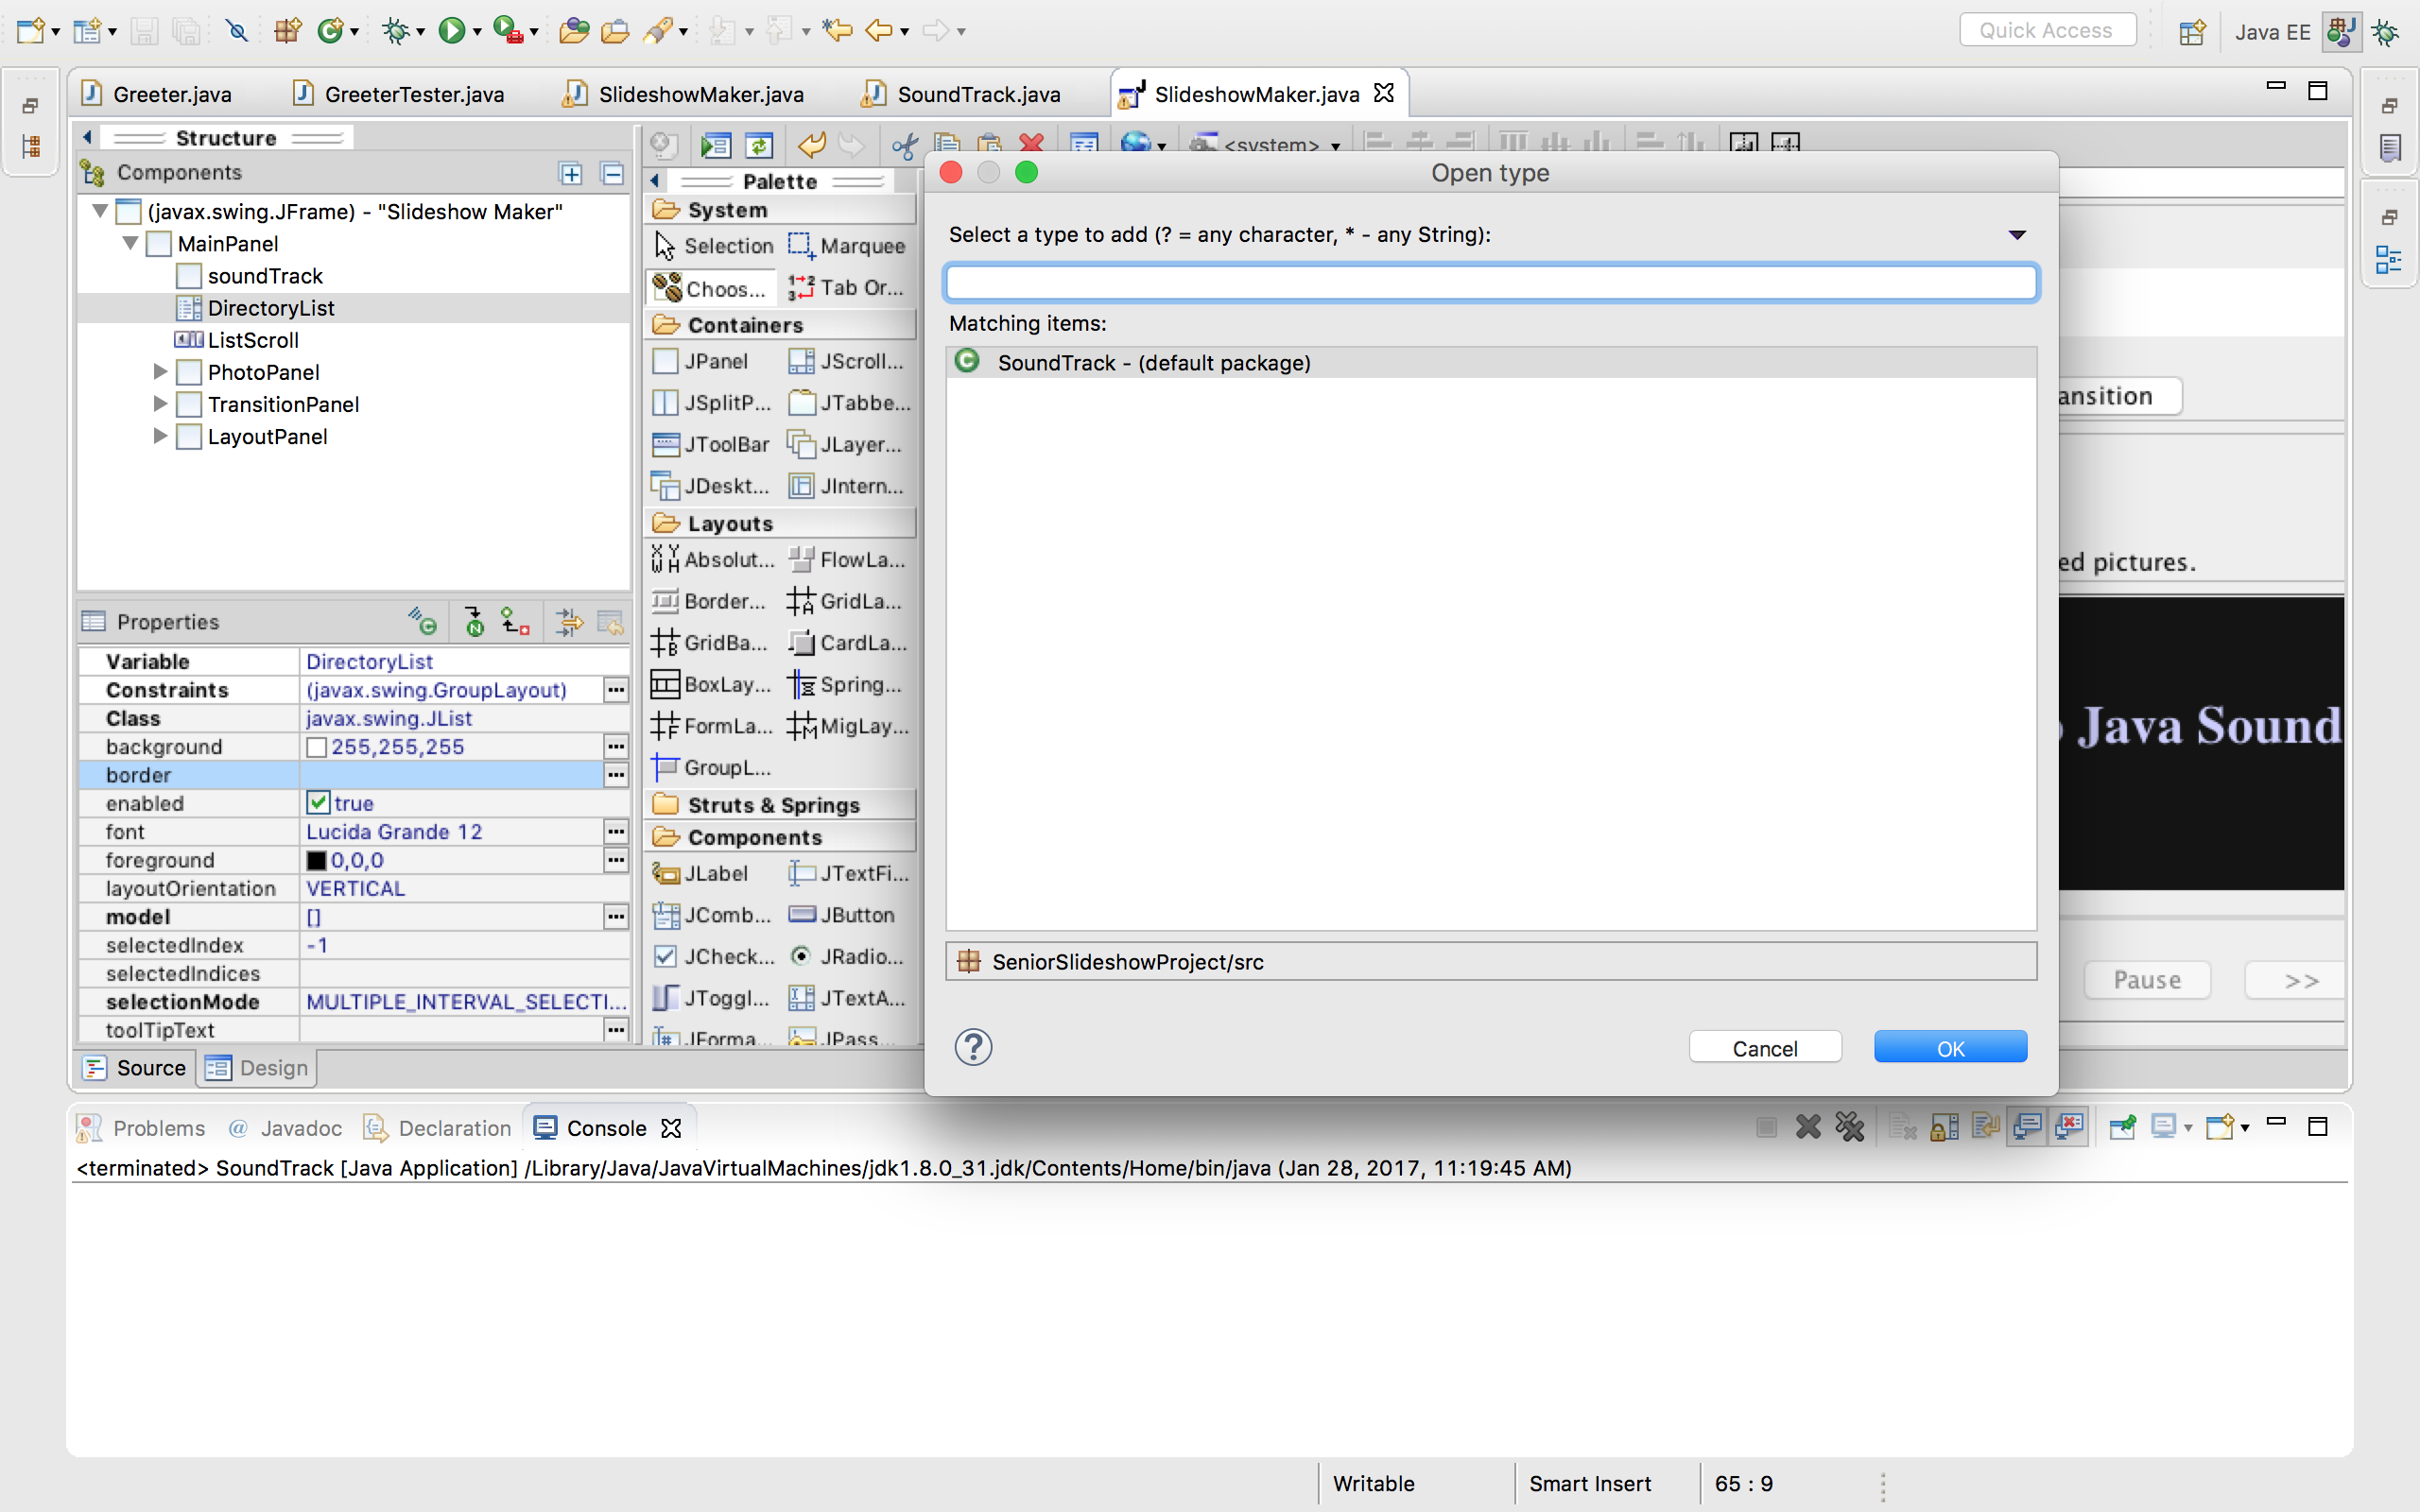 Quick Access
Java EE
Greeter.java
GreeterTester.java
SlideshowMaker.java
SoundTrack.java
SlideshowMaker.java
Structure
Components
(javax.swing.JFrame) - "Slideshow Maker"
MainPanel
soundTrack
DirectoryList
ListScroll
PhotoPanel
TransitionPanel
LayoutPanel
Properties
Variable DirectoryList
Constraints (javax.swing.GroupLayout)
Class javax.swing.JList
background 255,255,255
border
enabled true
font Lucida Grande 12
foreground 0,0,0
layoutOrientation VERTICAL
model []
selectedIndex -1
selectedIndices
selectionMode MULTIPLE_INTERVAL_SELECTI...
toolTipText
Source
Design
<system>
Palette
System
Selection Marquee
Choos... Tab Or...
Containers
JPanel JScroll...
JSplitP... JTabbe...
JToolBar JLayer...
JDeskt... JIntern...
Layouts
Absolut... FlowLa...
Border... GridLa...
GridBa... CardLa...
BoxLay... Spring...
FormLa... MigLay...
GroupL...
Struts & Springs
Components
JLabel JTextFi...
JComb... JButton
JCheck... JRadio...
JToggl... JTextA...
JForma... JPass...
Open type
Select a type to add (? = any character, * - any String):
Matching items:
SoundTrack - (default package)
SeniorSlideshowProject/src
Cancel
OK
ansition
ed pictures.
Java Sound
Pause
>>
Problems
Javadoc
Declaration
Console
<terminated> SoundTrack [Java Application] /Library/Java/JavaVirtualMachines/jdk1.8.0_31.jdk/Contents/Home/bin/java (Jan 28, 2017, 11:19:45 AM)
Writable
Smart Insert
65 : 9